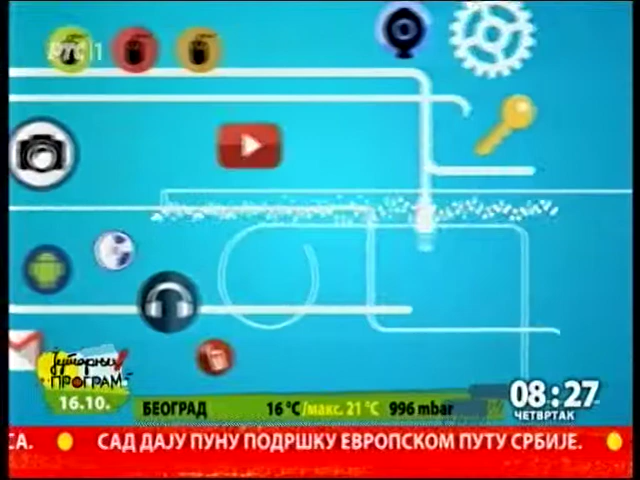 РТС|1
Јутарњи
ПРОГРАМ
16.10.
БЕОГРАД 16 °C/макс. 21 °C 996 mbar
08:27
ЧЕТВРТАК
СА. САД ДАЈУ ПУНУ ПОДРШКУ ЕВРОПСКОМ ПУТУ СРБИЈЕ.